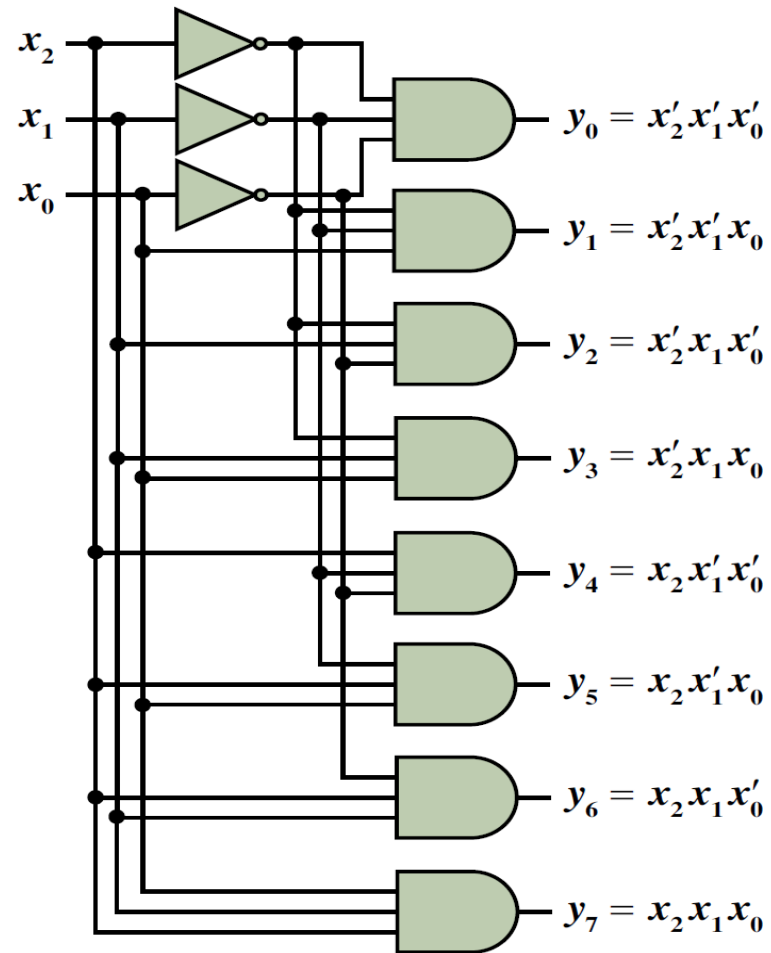 x₂
x₁
x₀
y₀ = x′₂x′₁x′₀
y₁ = x′₂x′₁x₀
y₂ = x′₂x₁x′₀
y₃ = x′₂x₁x₀
y₄ = x₂x′₁x′₀
y₅ = x₂x′₁x₀
y₆ = x₂x₁x′₀
y₇ = x₂x₁x₀